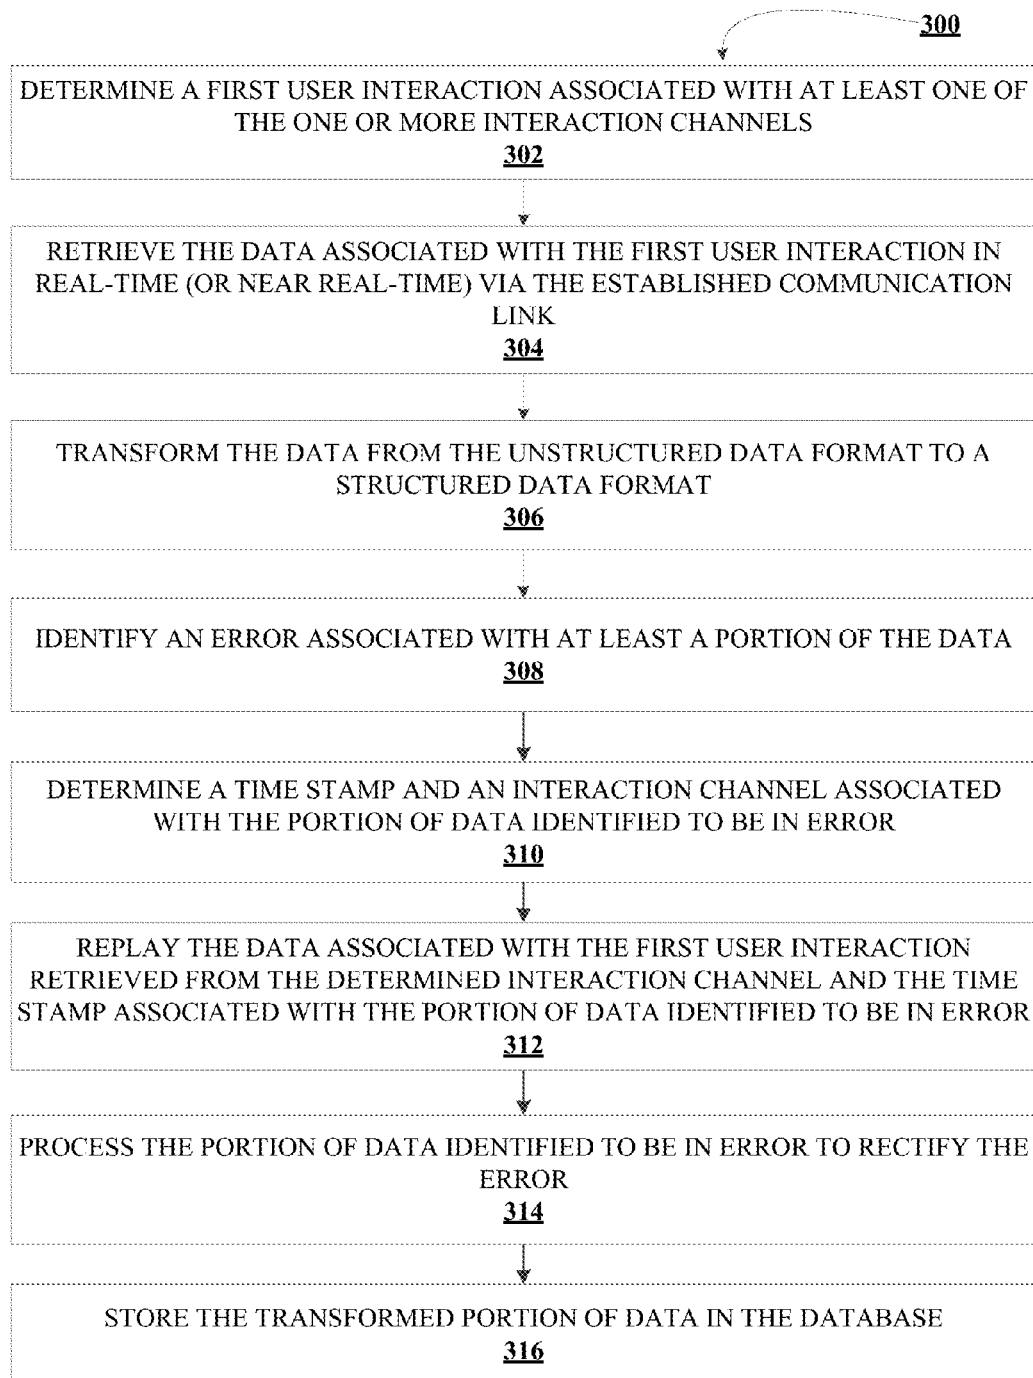 300
DETERMINE A FIRST USER INTERACTION ASSOCIATED WITH AT LEAST ONE OF
THE ONE OR MORE INTERACTION CHANNELS
302
RETRIEVE THE DATA ASSOCIATED WITH THE FIRST USER INTERACTION IN
REAL-TIME (OR NEAR REAL-TIME) VIA THE ESTABLISHED COMMUNICATION
LINK
304
TRANSFORM THE DATA FROM THE UNSTRUCTURED DATA FORMAT TO A
STRUCTURED DATA FORMAT
306
IDENTIFY AN ERROR ASSOCIATED WITH AT LEAST A PORTION OF THE DATA
308
DETERMINE A TIME STAMP AND AN INTERACTION CHANNEL ASSOCIATED
WITH THE PORTION OF DATA IDENTIFIED TO BE IN ERROR
310
REPLAY THE DATA ASSOCIATED WITH THE FIRST USER INTERACTION
RETRIEVED FROM THE DETERMINED INTERACTION CHANNEL AND THE TIME
STAMP ASSOCIATED WITH THE PORTION OF DATA IDENTIFIED TO BE IN ERROR
312
PROCESS THE PORTION OF DATA IDENTIFIED TO BE IN ERROR TO RECTIFY THE
ERROR
314
STORE THE TRANSFORMED PORTION OF DATA IN THE DATABASE
316